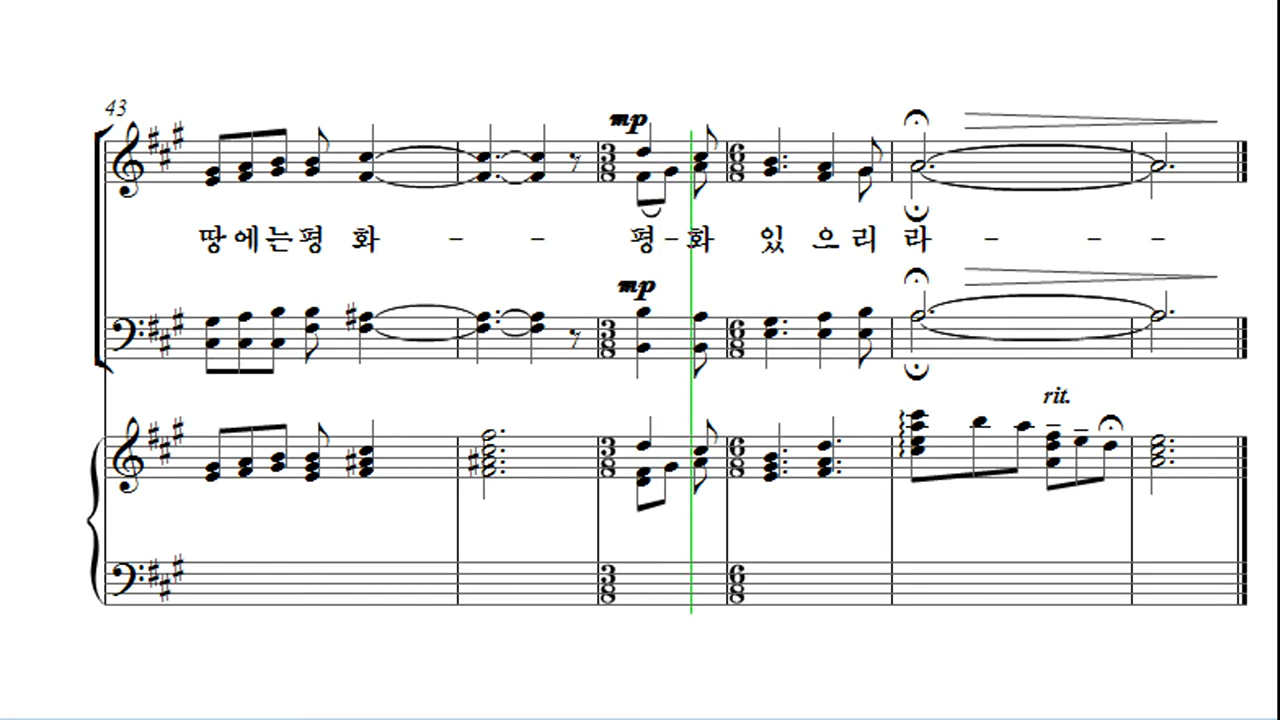 43
mp
땅에는평 화 - - 평-화 있 으리 라 - - -
mp
rit.